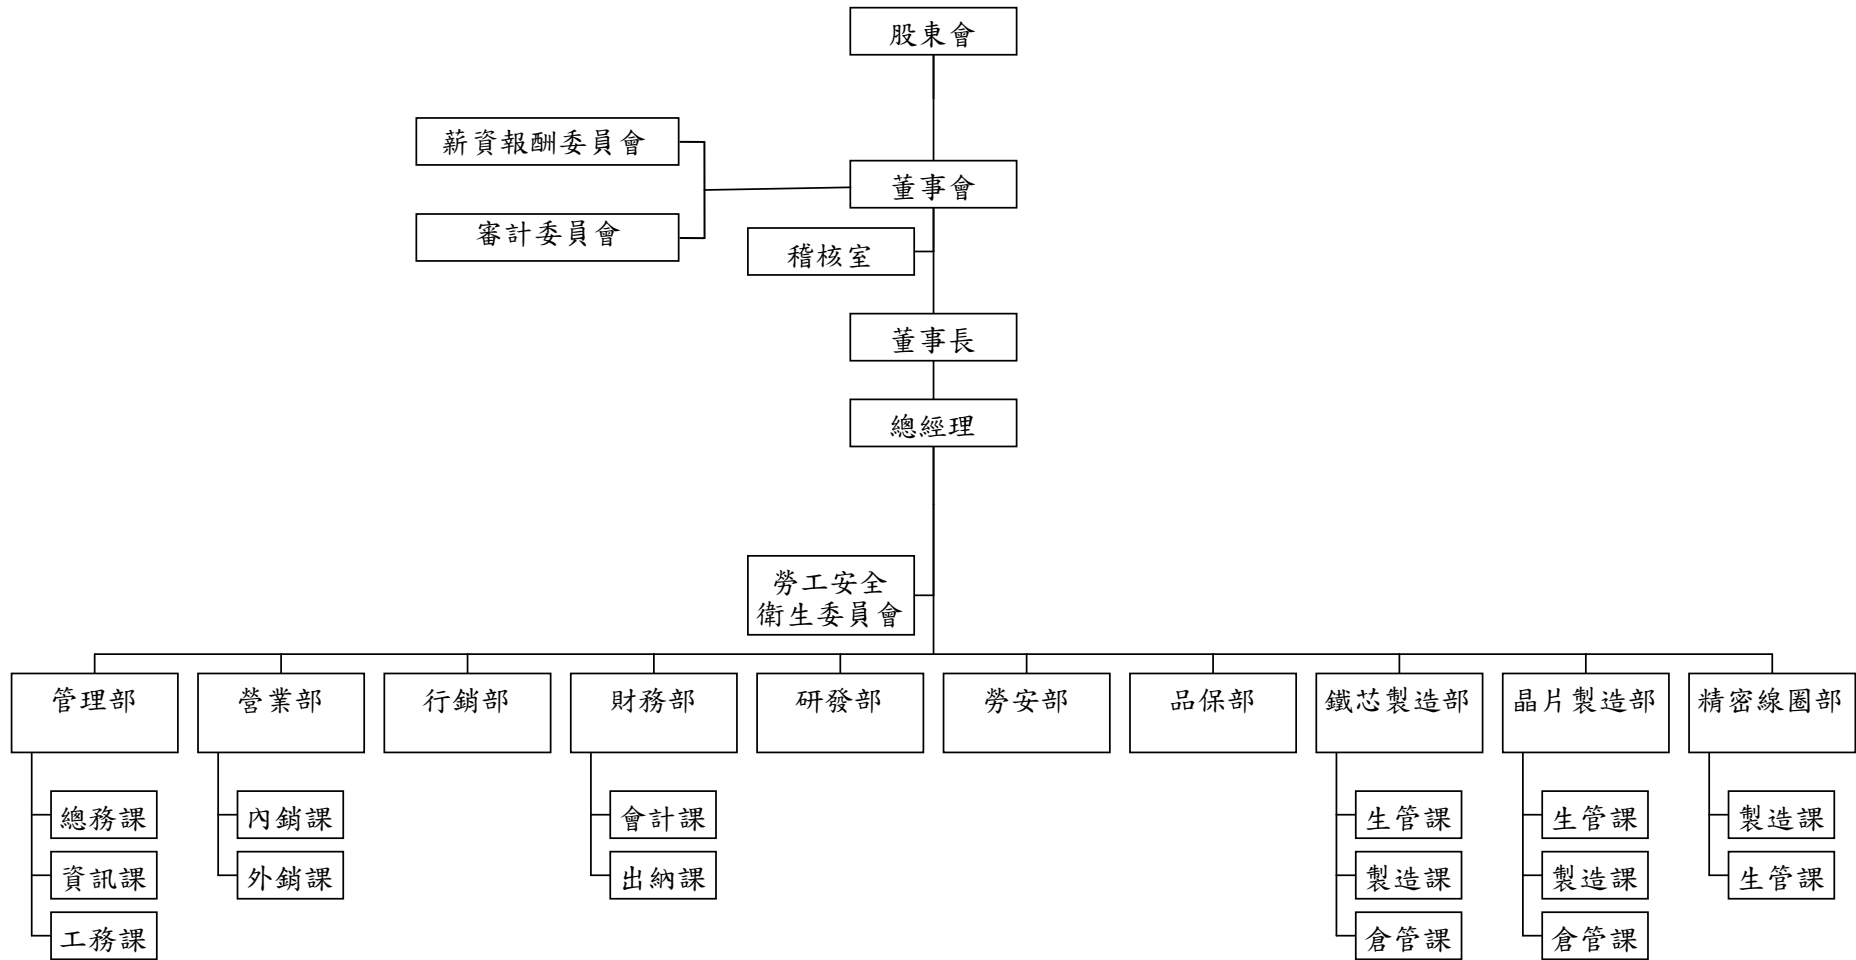 股東會
薪資報酬委員會
董事會
審計委員會
稽核室
董事長
總經理
勞工安全
衛生委員會
管理部
營業部
行銷部
財務部
研發部
勞安部
品保部
鐵芯製造部
晶片製造部
精密線圈部
總務課
內銷課
會計課
生管課
生管課
製造課
資訊課
外銷課
出納課
製造課
製造課
生管課
工務課
倉管課
倉管課